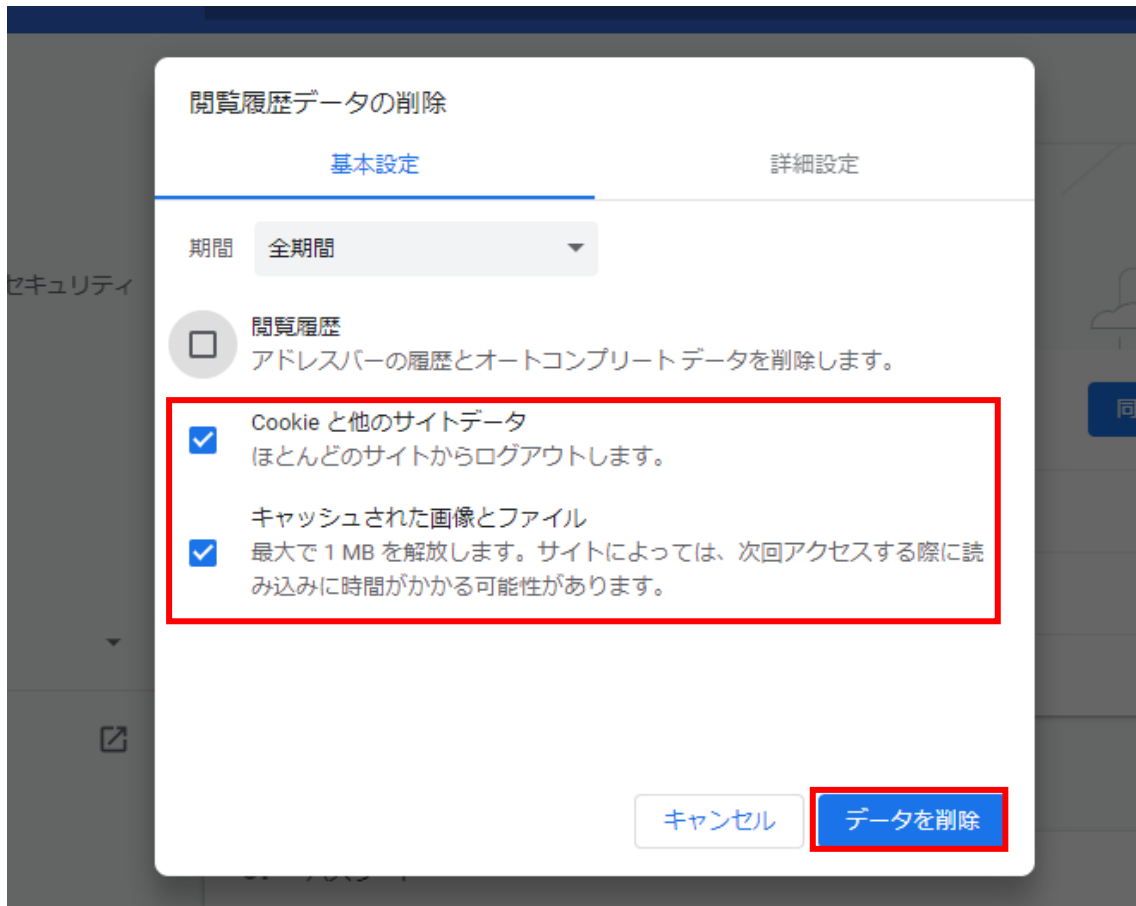 閲覧履歴データの削除
基本設定
詳細設定
期間
全期間
セキュリティ
閲覧履歴
アドレスバーの履歴とオートコンプリート データを削除します。
同
Cookie と他のサイトデータ
ほとんどのサイトからログアウトします。
キャッシュされた画像とファイル
最大で 1 MB を解放します。サイトによっては、次回アクセスする際に読
み込みに時間がかかる可能性があります。
キャンセル
データを削除